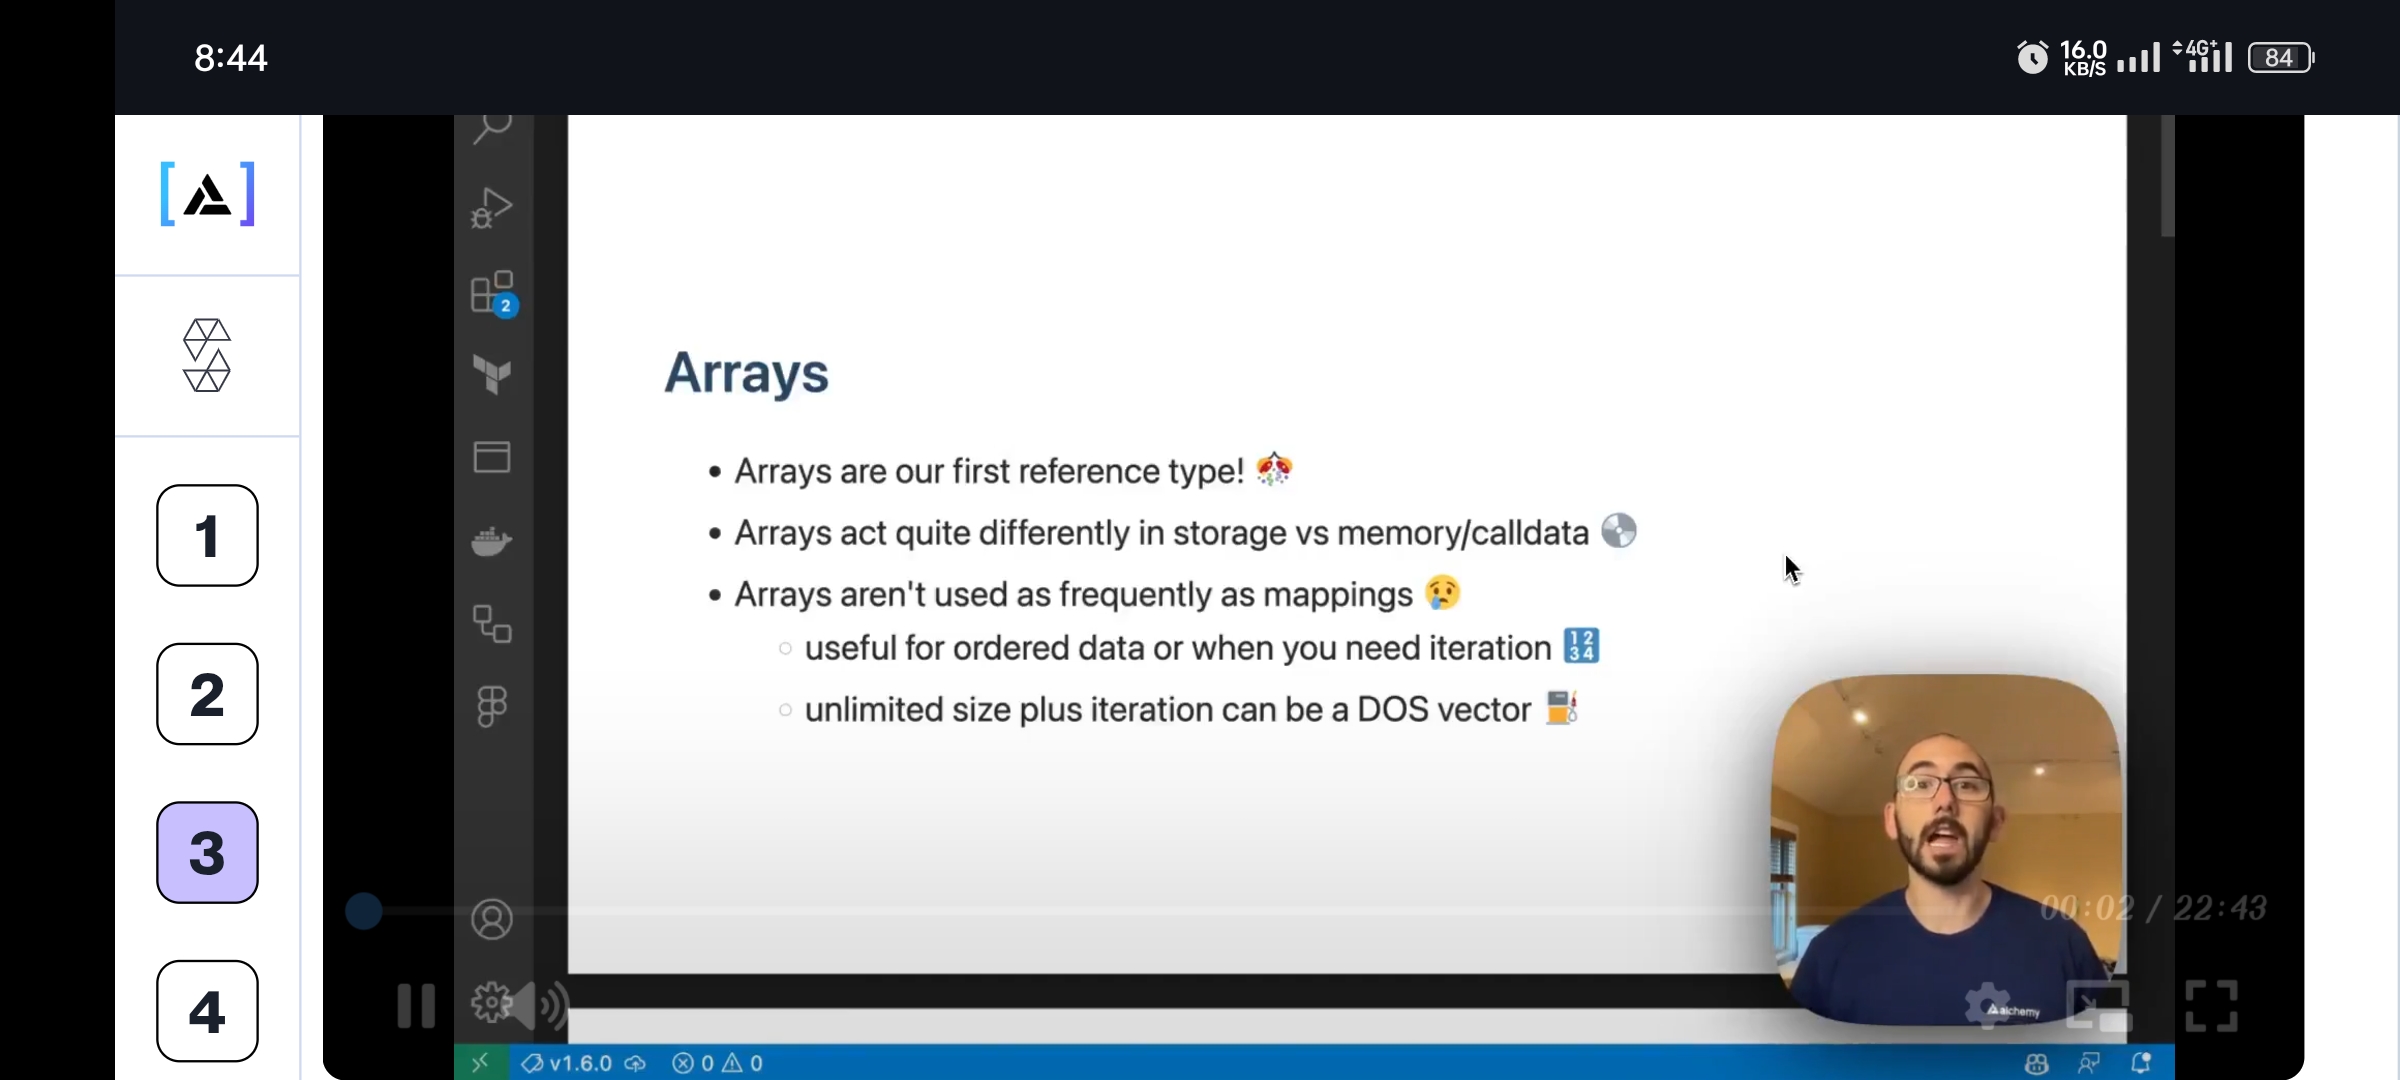 8:44
16.0
KB/S
4G+
84
2
Arrays
Arrays are our first reference type!
Arrays act quite differently in storage vs memory/calldata
Arrays aren't used as frequently as mappings
useful for ordered data or when you need iteration
unlimited size plus iteration can be a DOS vector
1
2
3
4
00:02 / 22:43
alchemy
v1.6.0
0
0